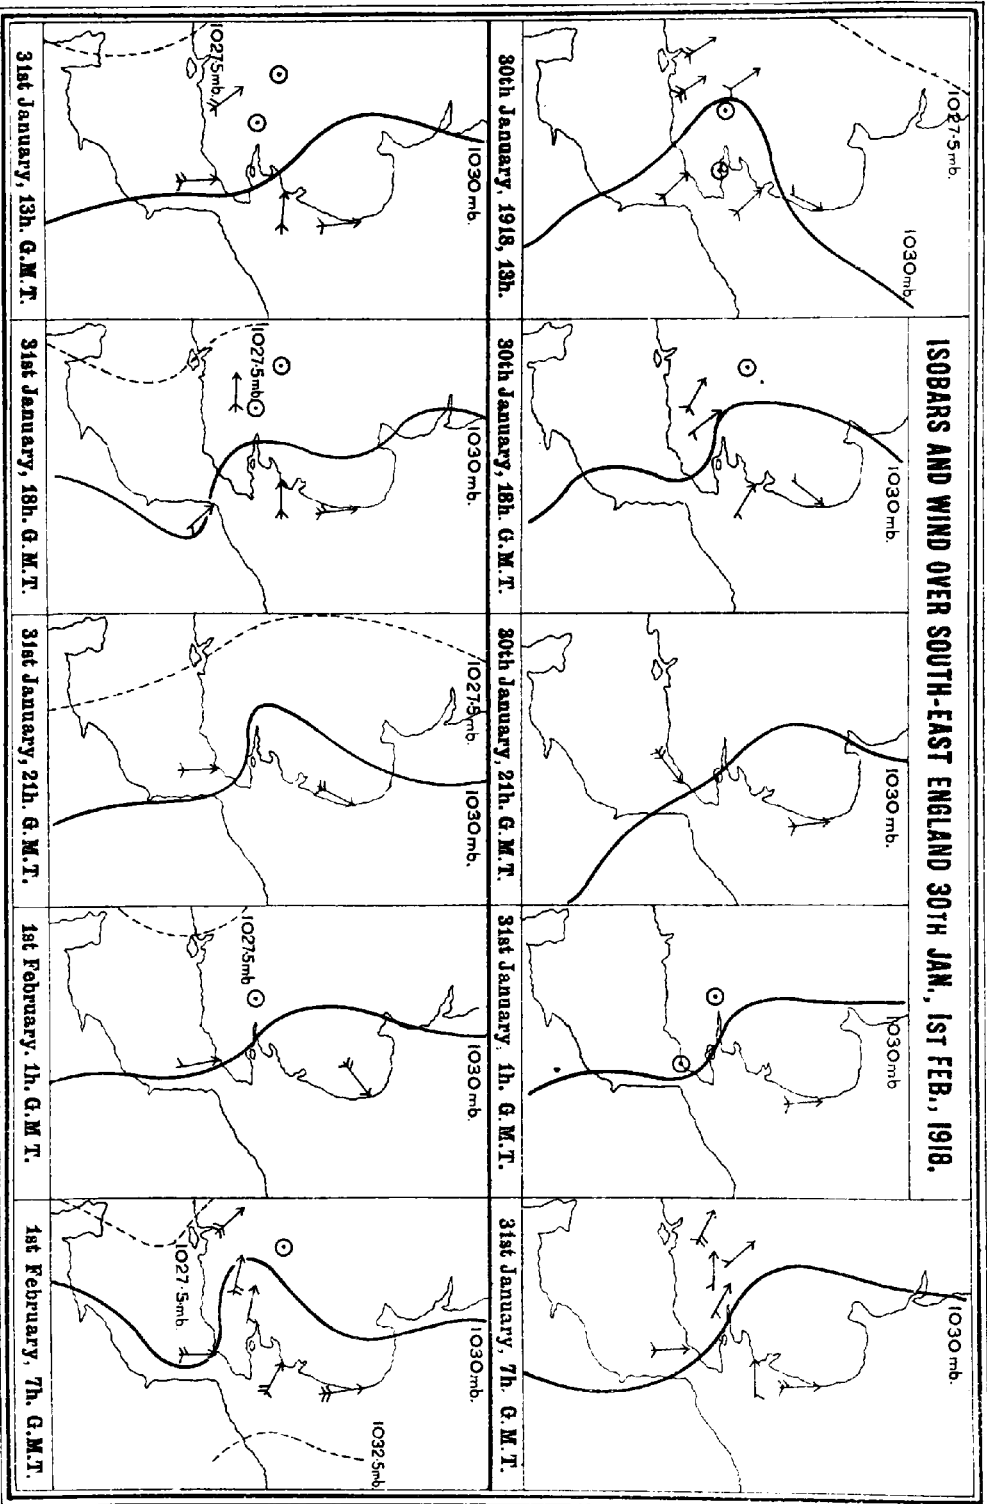 ISOBARS AND WIND OVER SOUTH-EAST ENGLAND 30TH JAN., 1ST FEB., 1918.
1027·5mb.
1030mb.
30th January, 1918, 13h.
1030mb.
30th January, 18h. G.M.T.
1030mb.
30th January, 21h. G.M.T.
1030mb
31st January, 1h. G.M.T.
1030mb.
31st January, 7h. G.M.T.
1027·5mb.
1030mb.
31st January, 13h. G.M.T.
1027·5mb
1030mb.
31st January, 18h. G.M.T.
1027·5mb.
1030mb.
31st January, 21h. G.M.T.
1027·5mb
1030mb.
1st February. 1h. G.M T.
1027·5mb.
1030mb.
1032·5mb.
1st February, 7h. G.M.T.